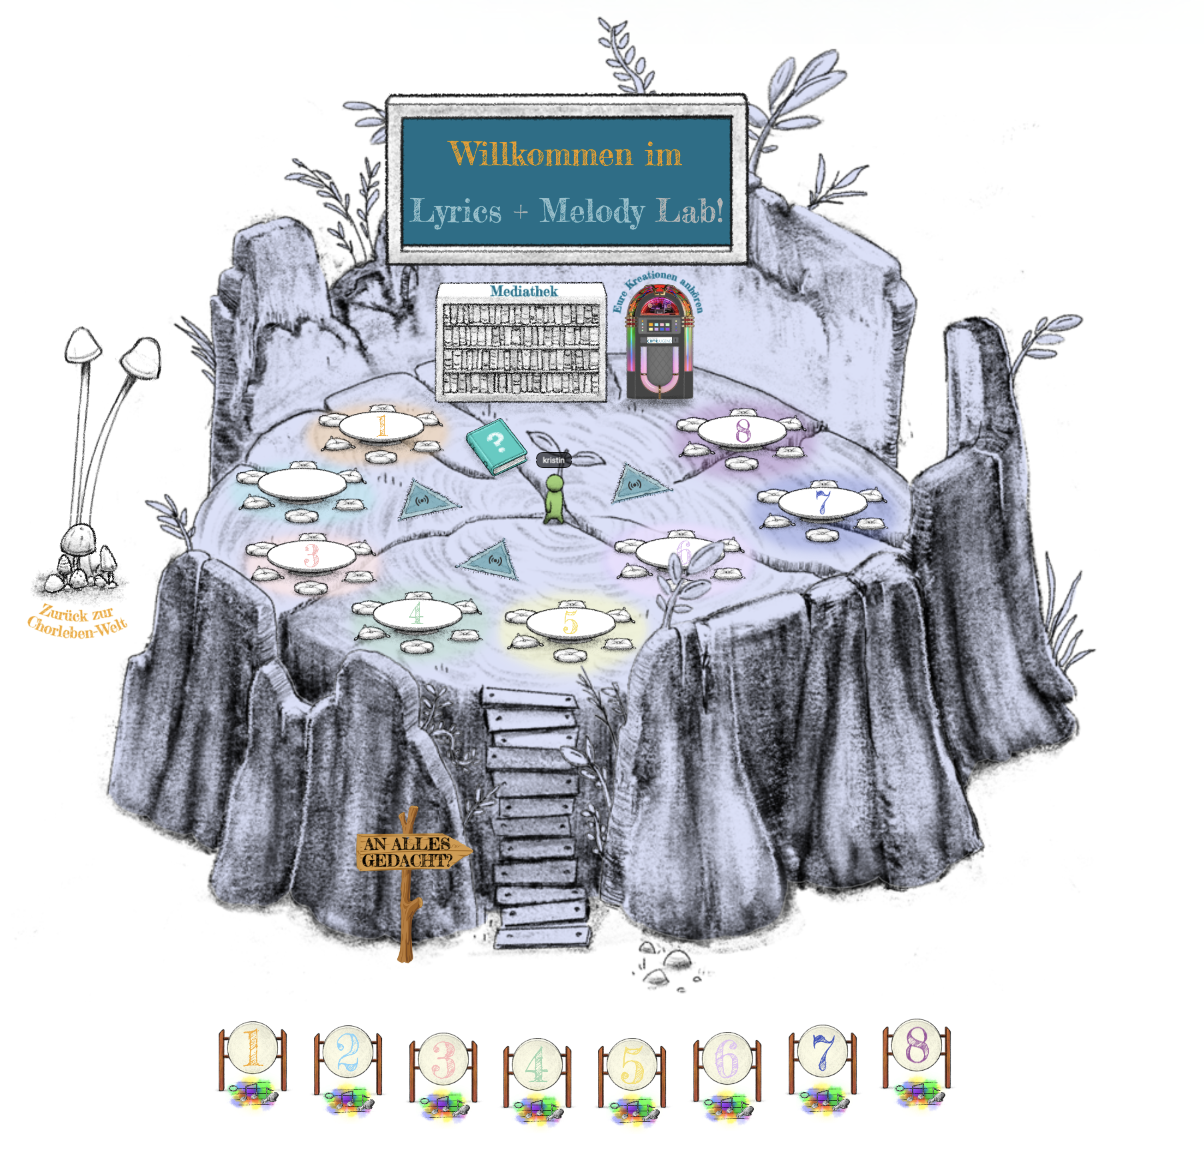 Willkommen im
Lyrics + Melody Lab!
Mediathek
Eure Kreationen anhören
1
8
?
kristin
7
3
6
4
5
Zurück zur
Chorleben-Welt
AN ALLES
GEDACHT?
1
2
3
4
5
6
7
8